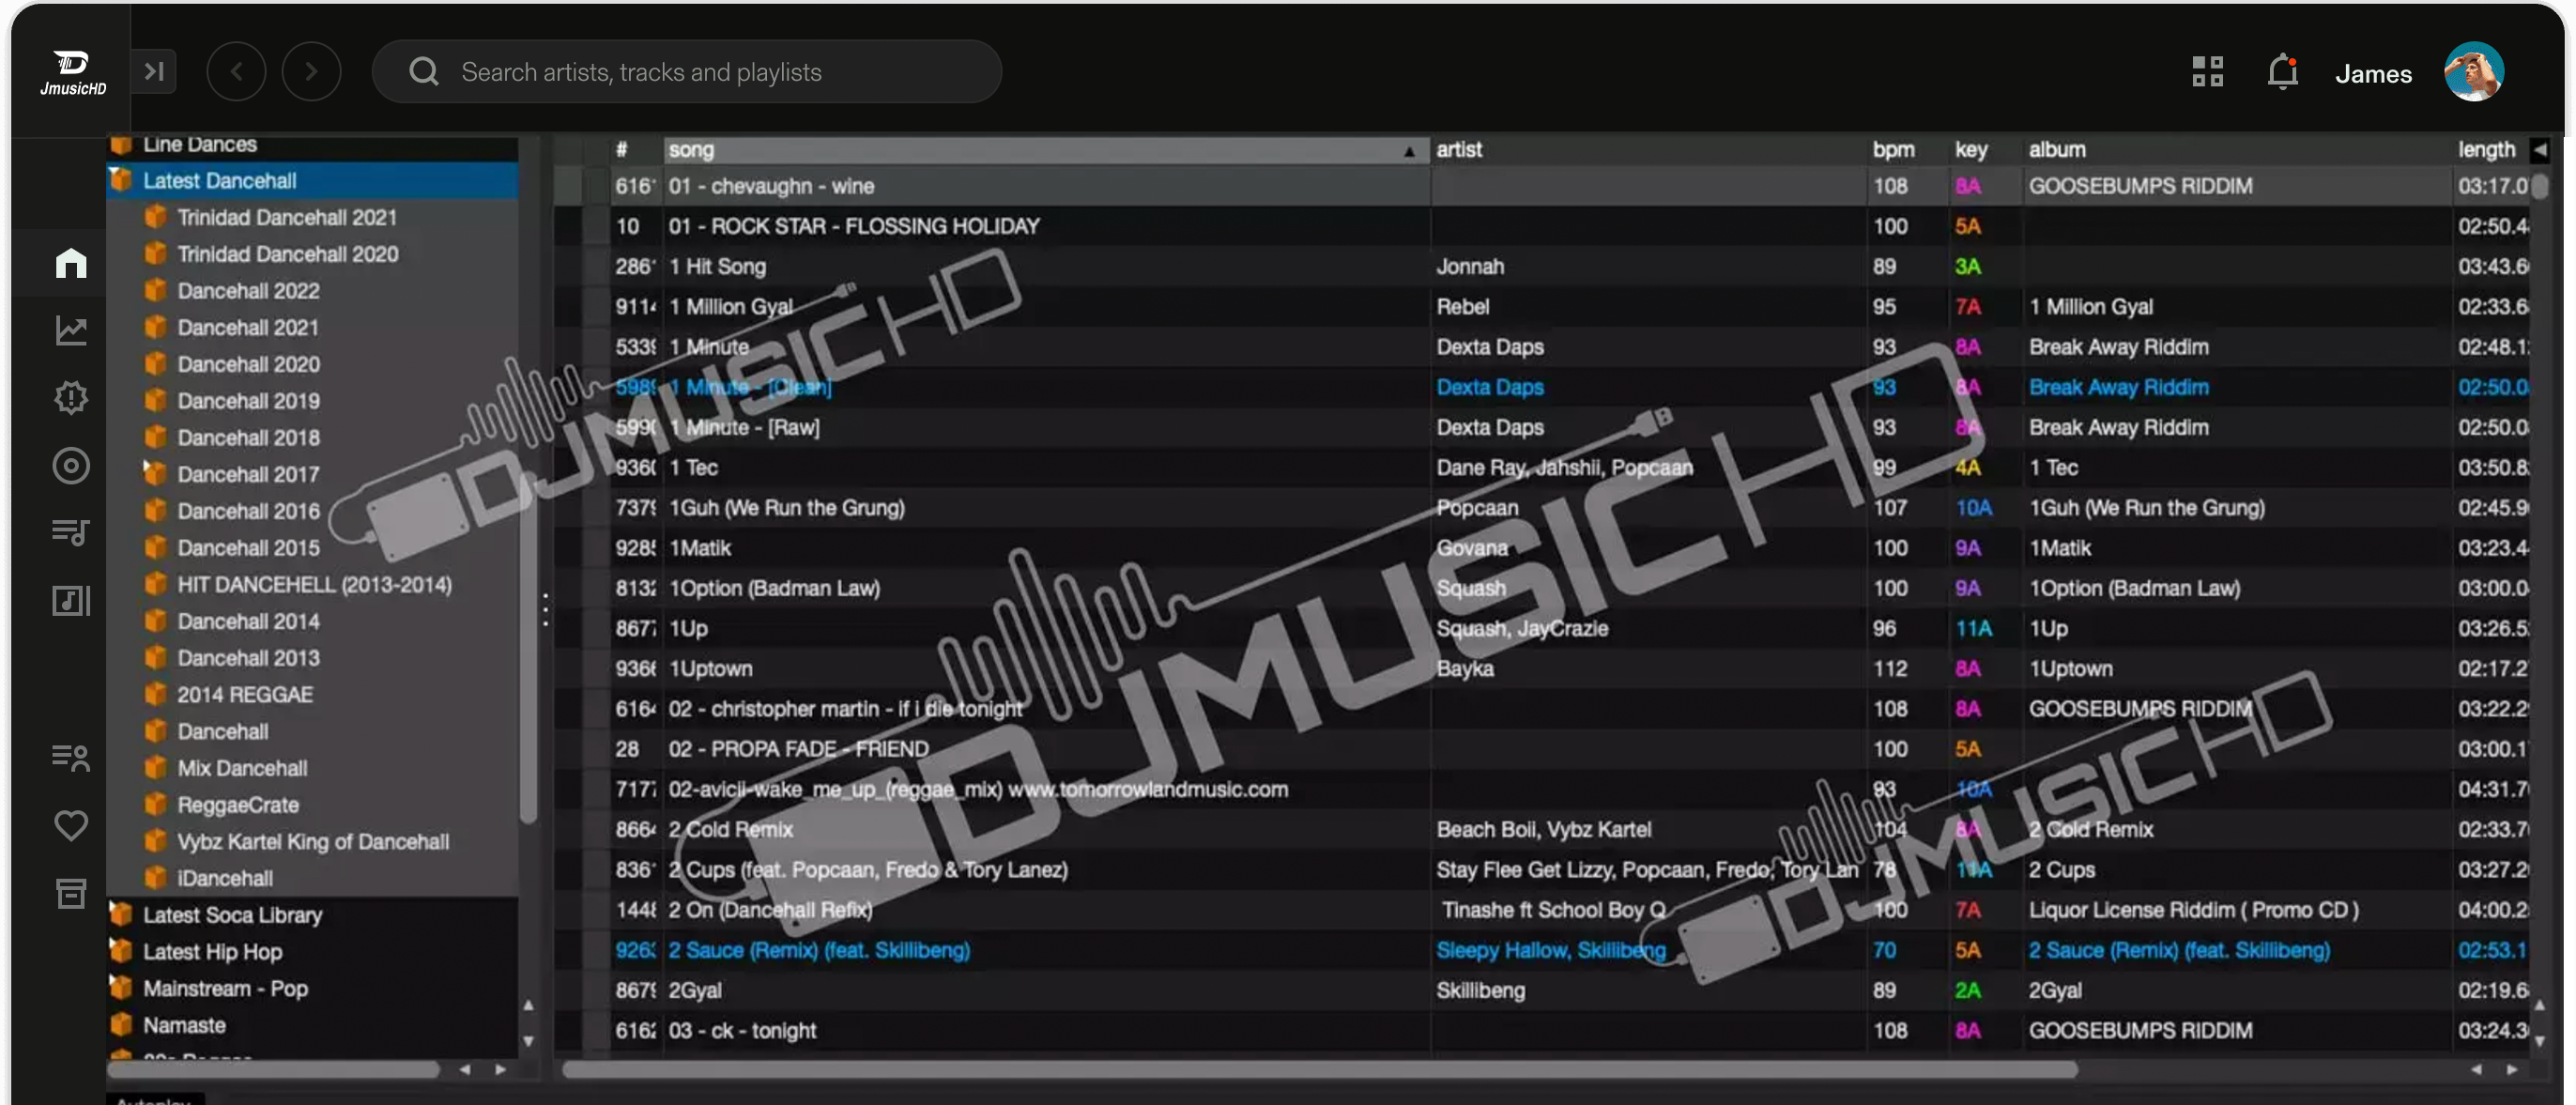 JmusicHD
Search artists, tracks and playlists
James
Line Dances
Latest Dancehall
Trinidad Dancehall 2021
Trinidad Dancehall 2020
Dancehall 2022
Dancehall 2021
Dancehall 2020
Dancehall 2019
Dancehall 2018
Dancehall 2017
Dancehall 2016
Dancehall 2015
HIT DANCEHELL (2013-2014)
Dancehall 2014
Dancehall 2013
2014 REGGAE
Dancehall
Mix Dancehall
ReggaeCrate
Vybz Kartel King of Dancehall
iDancehall
Latest Soca Library
Latest Hip Hop
Mainstream - Pop
Namaste
# song artist bpm key album length
616 01 - chevaughn - wine 108 8A GOOSEBUMPS RIDDIM 03:17.0
10 01 - ROCK STAR - FLOSSING HOLIDAY 100 5A 02:50.4
286 1 Hit Song Jonnah 89 3A 03:43.6
911 1 Million Gyal Rebel 95 7A 1 Million Gyal 02:33.6
533 1 Minute Dexta Daps 93 8A Break Away Riddim 02:48.1
598 1 Minute - [Clean] Dexta Daps 93 8A Break Away Riddim 02:50.0
599 1 Minute - [Raw] Dexta Daps 93 8A Break Away Riddim 02:50.0
936 1 Tec Dane Ray, Jahshii, Popcaan 99 4A 1 Tec 03:50.8
737 1Guh (We Run the Grung) Popcaan 107 10A 1Guh (We Run the Grung) 02:45.9
928 1Matik Govana 100 9A 1Matik 03:23.4
813 1Option (Badman Law) Squash 100 9A 1Option (Badman Law) 03:00.0
867 1Up Squash, JayCrazie 96 11A 1Up 03:26.5
936 1Uptown Bayka 112 8A 1Uptown 02:17.2
616 02 - christopher martin - if i die tonight 108 8A GOOSEBUMPS RIDDIM 03:22.2
28 02 - PROPA FADE - FRIEND 100 5A 03:00.1
717 02-avicii-wake_me_up_(reggae_mix) www.tomorrowlandmusic.com 93 10A 04:31.7
866 2 Cold Remix Beach Boii, Vybz Kartel 104 8A 2 Cold Remix 02:33.7
836 2 Cups (feat. Popcaan, Fredo & Tory Lanez) Stay Flee Get Lizzy, Popcaan, Fredo, Tory Lan 78 11A 2 Cups 03:27.2
144 2 On (Dancehall Refix) Tinashe ft School Boy Q 100 7A Liquor License Riddim ( Promo CD ) 04:00.2
926 2 Sauce (Remix) (feat. Skillibeng) Sleepy Hallow, Skillibeng 70 5A 2 Sauce (Remix) (feat. Skillibeng) 02:53.1
867 2Gyal Skillibeng 89 2A 2Gyal 02:19.6
616 03 - ck - tonight 108 8A GOOSEBUMPS RIDDIM 03:24.3
DJMUSICHD
DJMUSICHD
DJMUSICHD